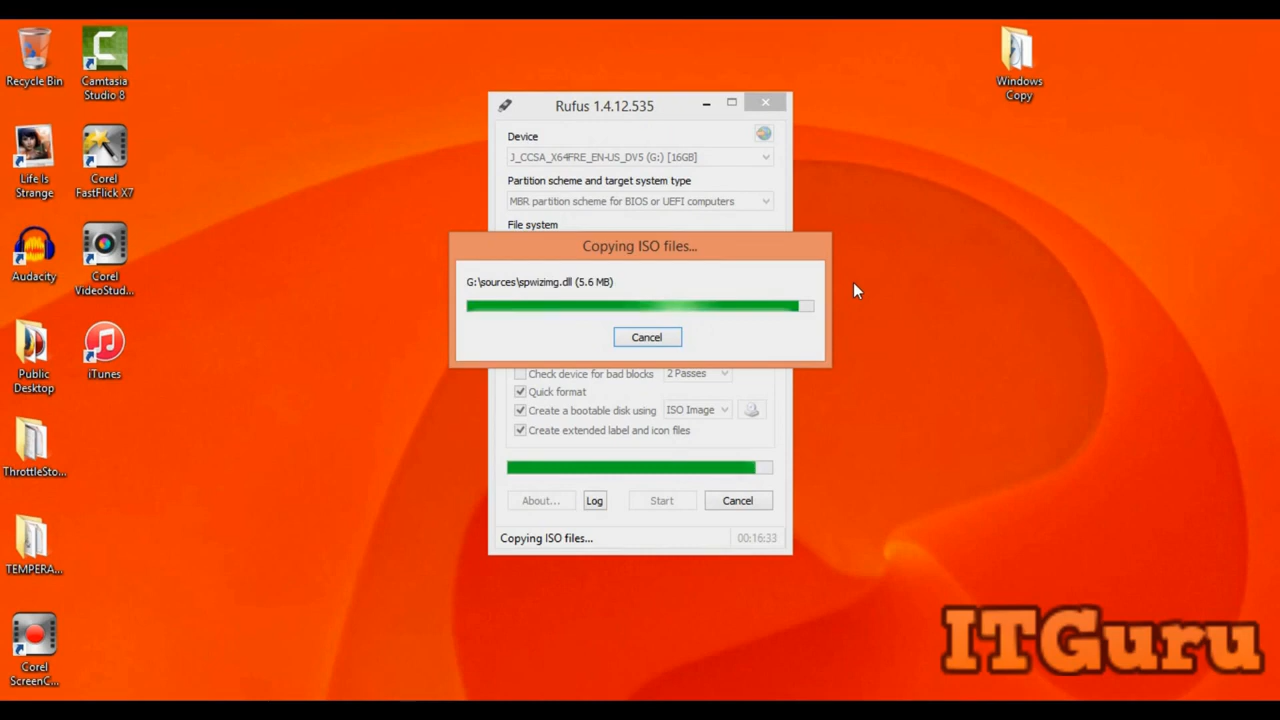 Recycle Bin
Camtasia
Studio 8
Windows
Copy
Life Is
Strange
Corel
FastFlick X7
Audacity
Corel
VideoStud...
Public
Desktop
iTunes
ThrottleSto...
TEMPERA...
Corel
ScreenC...
Rufus 1.4.12.535
Device
J_CCSA_X64FRE_EN-US_DV5 (G:) [16GB]
Partition scheme and target system type
MBR partition scheme for BIOS or UEFI computers
File system
Copying ISO files...
G:\sources\spwizimg.dll (5.6 MB)
Cancel
Check device for bad blocks 2 Passes
Quick format
Create a bootable disk using ISO Image
Create extended label and icon files
About... Log Start Cancel
Copying ISO files... 00:16:33
ITGuru